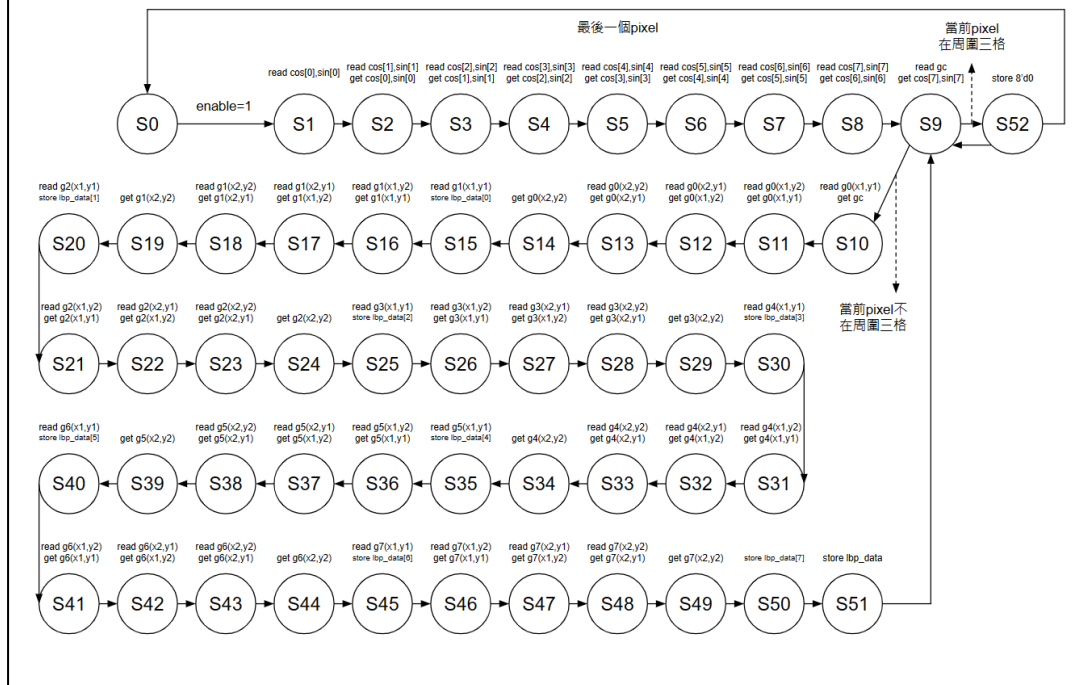 最後一個pixel
當前pixel
在周圍三格
read cos[0],sin[0]
read cos[1],sin[1]
get cos[0],sin[0]
read cos[2],sin[2]
get cos[1],sin[1]
read cos[3],sin[3]
get cos[2],sin[2]
read cos[4],sin[4]
get cos[3],sin[3]
read cos[5],sin[5]
get cos[4],sin[4]
read cos[6],sin[6]
get cos[5],sin[5]
read cos[7],sin[7]
get cos[6],sin[6]
read gc
get cos[7],sin[7]
store 8'd0
enable=1
S0
S1
S2
S3
S4
S5
S6
S7
S8
S9
S52
read g2(x1,y1)
store lbp_data[1]
get g1(x2,y2)
read g1(x2,y2)
get g1(x2,y1)
read g1(x2,y1)
get g1(x1,y2)
read g1(x1,y2)
get g1(x1,y1)
read g1(x1,y1)
store lbp_data[0]
get g0(x2,y2)
read g0(x2,y2)
get g0(x2,y1)
read g0(x2,y1)
get g0(x1,y2)
read g0(x1,y2)
get g0(x1,y1)
read g0(x1,y1)
get gc
S20
S19
S18
S17
S16
S15
S14
S13
S12
S11
S10
read g2(x1,y2)
get g2(x1,y1)
read g2(x2,y1)
get g2(x1,y2)
read g2(x2,y2)
get g2(x2,y1)
get g2(x2,y2)
read g3(x1,y1)
store lbp_data[2]
read g3(x1,y2)
get g3(x1,y1)
read g3(x2,y1)
get g3(x1,y2)
read g3(x2,y2)
get g3(x2,y1)
get g3(x2,y2)
read g4(x1,y1)
store lbp_data[3]
當前pixel不
在周圍三格
S21
S22
S23
S24
S25
S26
S27
S28
S29
S30
read g6(x1,y1)
store lbp_data[5]
get g5(x2,y2)
read g5(x2,y2)
get g5(x2,y1)
read g5(x2,y1)
get g5(x1,y2)
read g5(x1,y2)
get g5(x1,y1)
read g5(x1,y1)
store lbp_data[4]
get g4(x2,y2)
read g4(x2,y2)
get g4(x2,y1)
read g4(x2,y1)
get g4(x1,y2)
read g4(x1,y2)
get g4(x1,y1)
S40
S39
S38
S37
S36
S35
S34
S33
S32
S31
read g6(x1,y2)
get g6(x1,y1)
read g6(x2,y1)
get g6(x1,y2)
read g6(x2,y2)
get g6(x2,y1)
get g6(x2,y2)
read g7(x1,y1)
store lbp_data[6]
read g7(x1,y2)
get g7(x1,y1)
read g7(x2,y1)
get g7(x1,y2)
read g7(x2,y2)
get g7(x2,y1)
get g7(x2,y2)
store lbp_data[7]
store lbp_data
S41
S42
S43
S44
S45
S46
S47
S48
S49
S50
S51